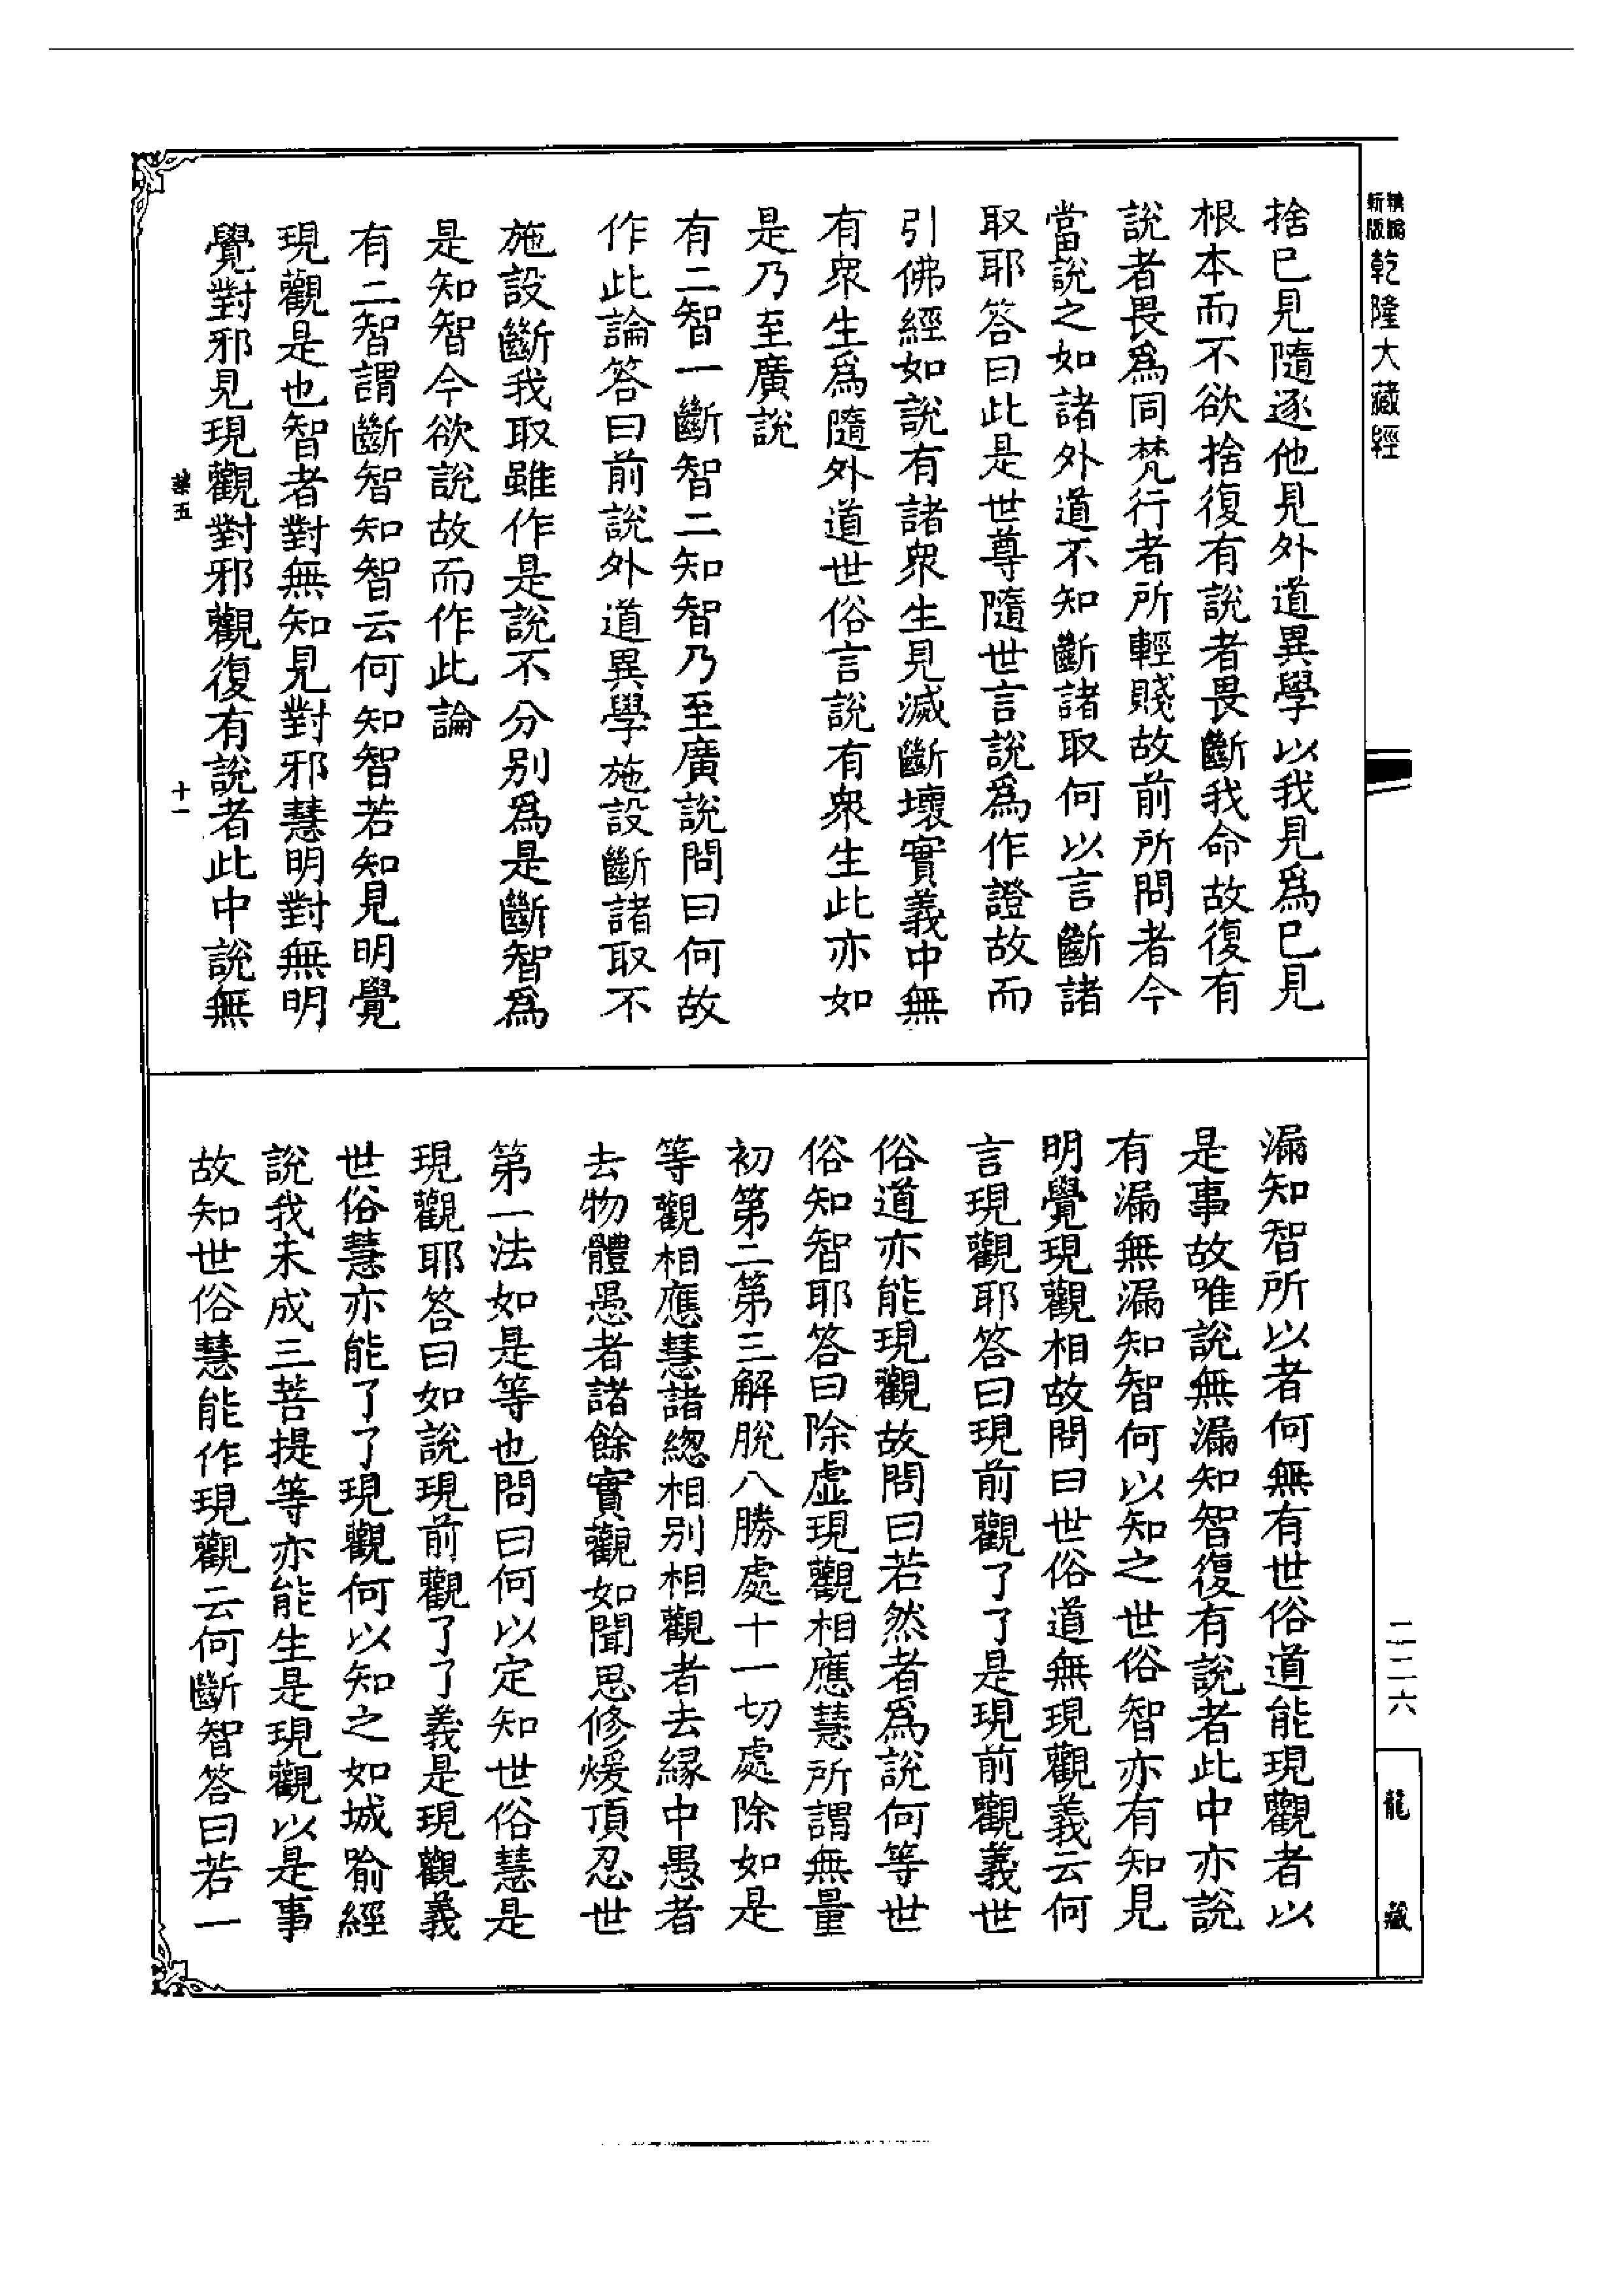 新版
乾隆大藏經
捨已見隨逐他見外道異學以我見爲已見
根本而不欲捨復有說者畏斷我命故復有
說者畏爲同梵行者所輕賤故前所問者今
當說之如諸外道不知斷諸取何以言斷諸
取耶答曰此是世尊隨世言說爲作證故而
引佛經如說有諸衆生見滅斷壞實義中無
有衆生爲隨外道世俗言說有衆生此亦如
是乃至廣說
有二智一斷智二知智乃至廣說問曰何故
作此論答曰前說外道異學施設斷諸取不
施設斷我取雖作是說不分别爲是斷智爲
是知智今欲說故而作此論
有二智謂斷智知智云何知智若知見明覺
現觀是也智者對無知見對邪慧明對無明
覺對邪見現觀對邪觀復有說者此中說無
五
十一
漏知智所以者何無有世俗道能現觀者以
是事故唯說無漏知智復有說者此中亦說
有漏無漏知智何以知之世俗智亦有知見
明覺現觀相故問曰世俗道無現觀義云何
言現觀耶答曰現前觀了了是現前觀義世
俗道亦能現觀故問曰若然者爲說何等世
俗知智耶答曰除虚現觀相應慧所謂無量
初第二第三解脫八勝處十一切處除如是
等觀相應慧諸緫相别相觀者去緣中愚者
去物體愚者諸餘實觀如聞思修煖頂忍世
第一法如是等也問曰何以定知世俗慧是
現觀耶答曰如說現前觀了了義是現觀義
世俗慧亦能了了現觀何以知之如城喻經
說我未成三菩提等亦能生是現觀以是事
故知世俗慧能作現觀云何斷智答曰若一
二二六
龍藏